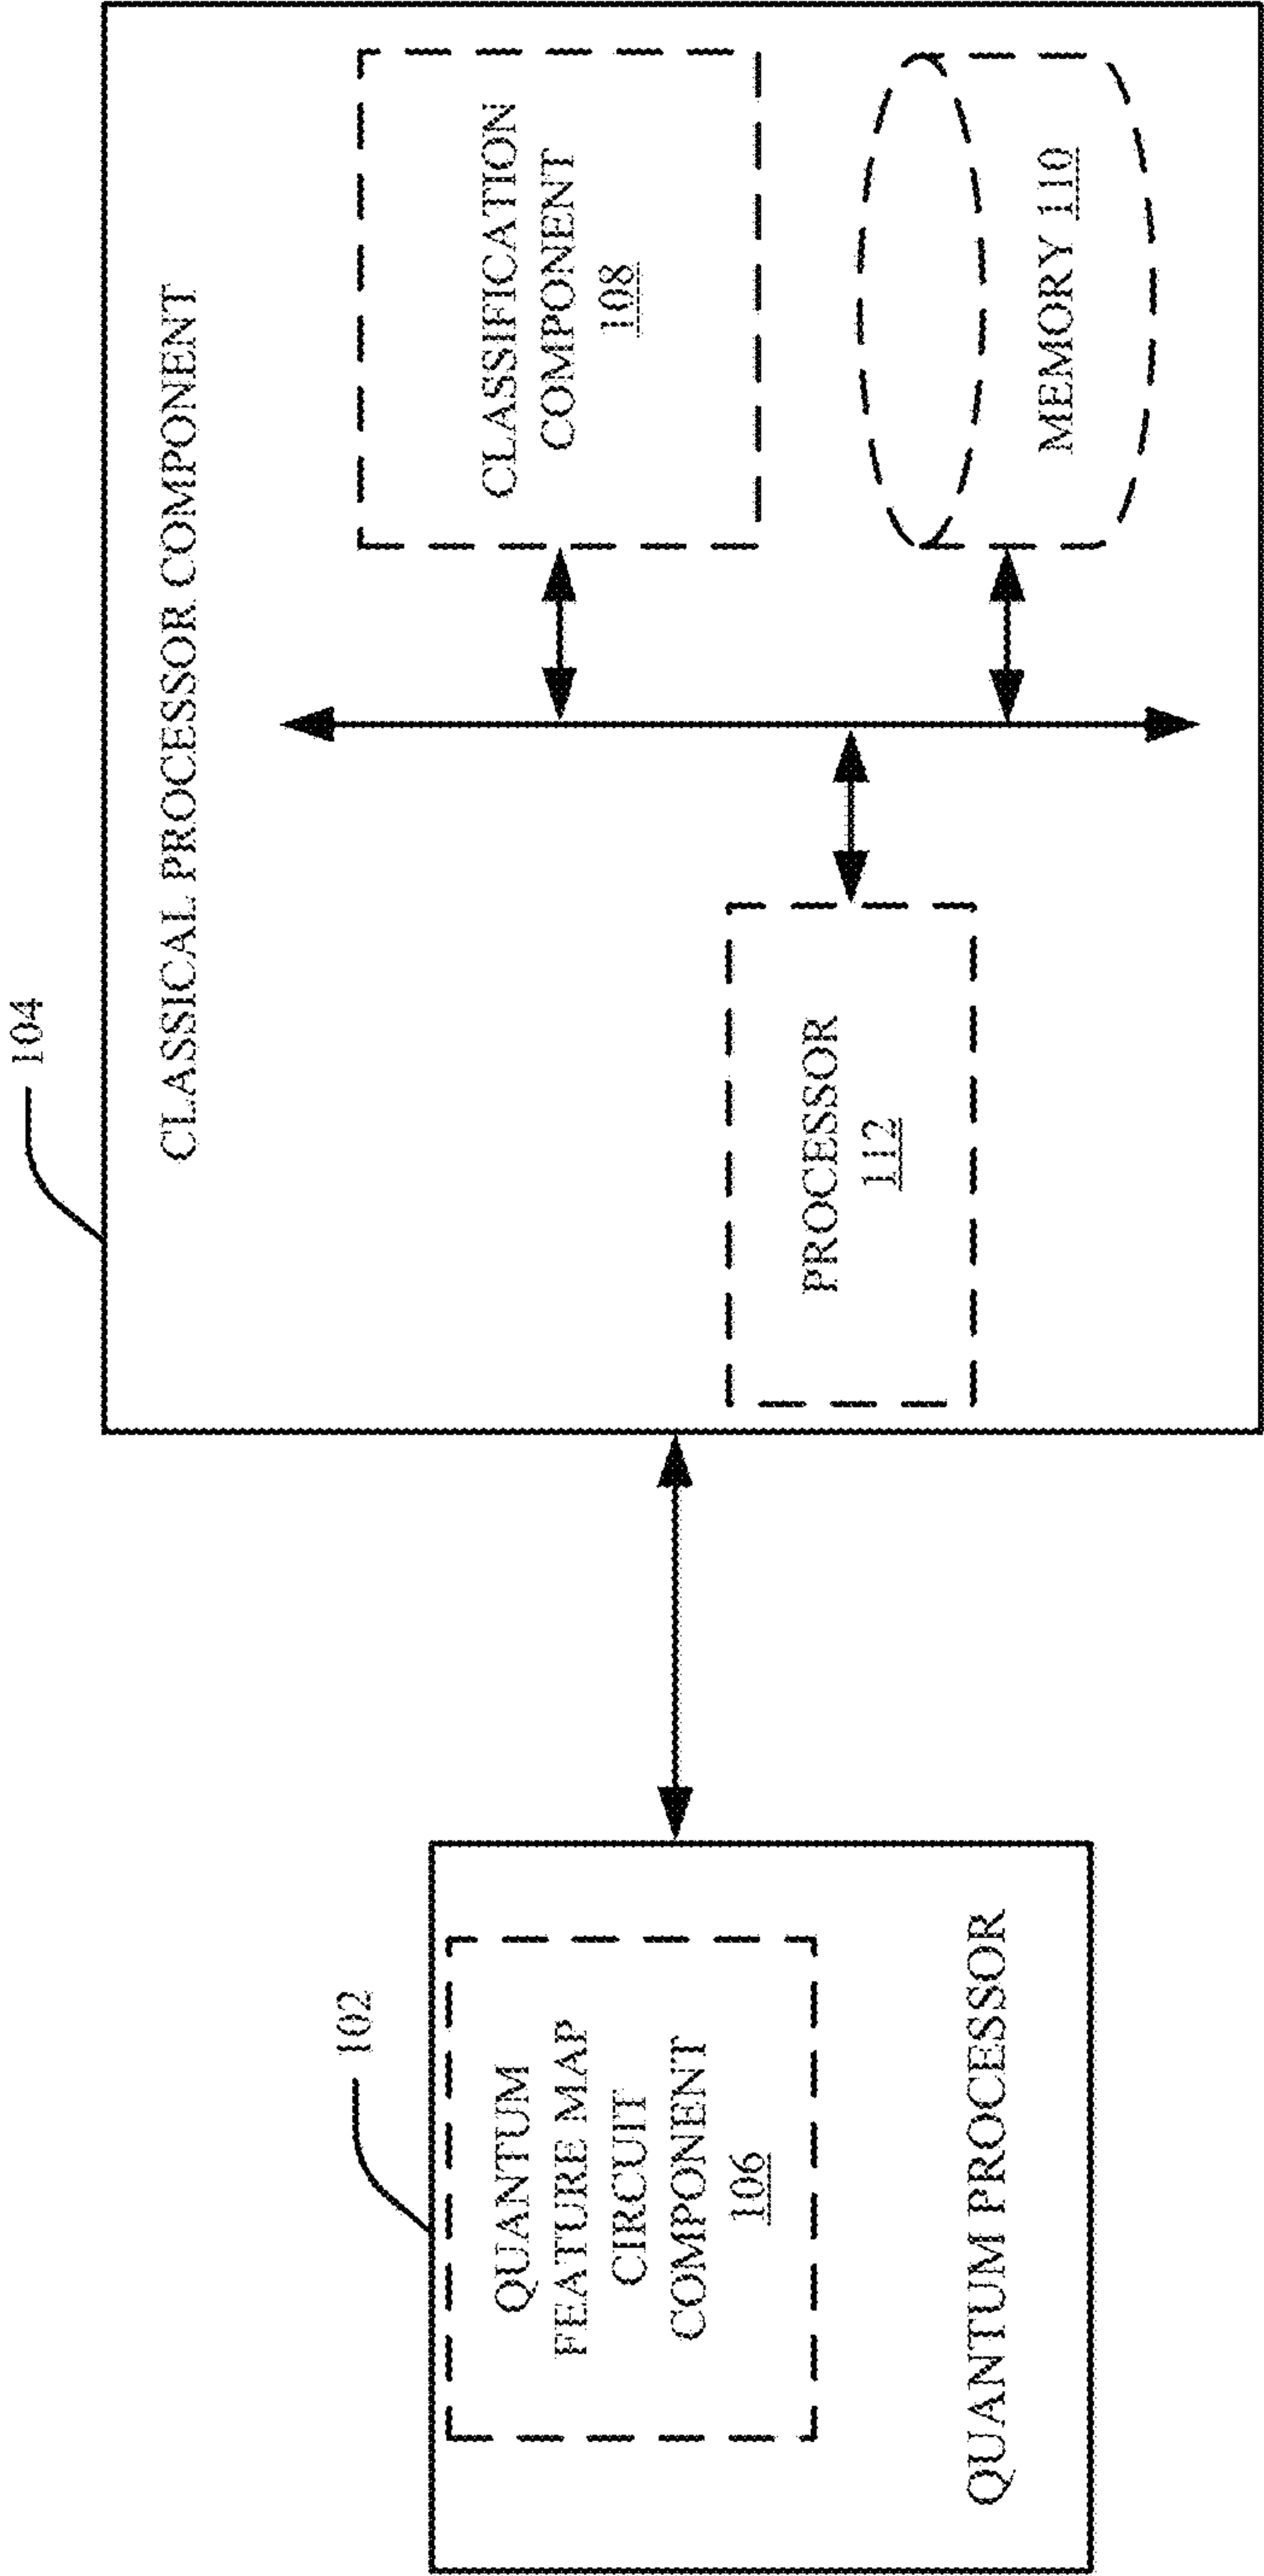 104
CLASSICAL PROCESSOR COMPONENT
102
QUANTUM
FEATURE MAP
CIRCUIT
COMPONENT
106
QUANTUM PROCESSOR
PROCESSOR
112
CLASSIFICATION
COMPONENT
108
MEMORY 110